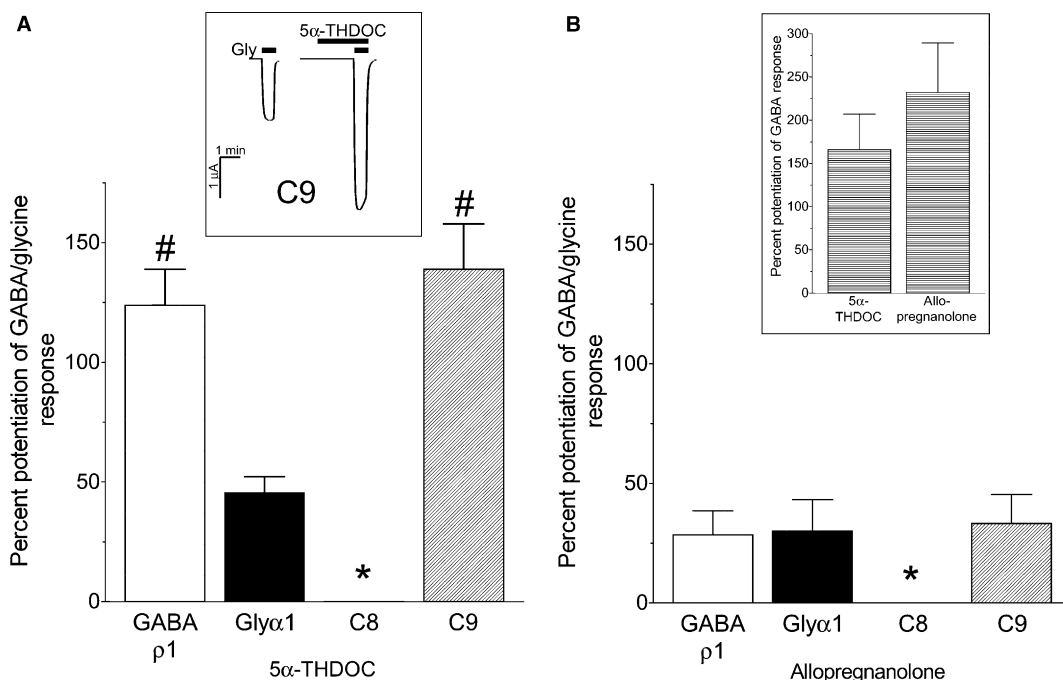 A
5α-THDOC
Gly
1 min
1 µA
C9
Percent potentiation of GABA/glycine
response
150
100
50
0
#
#
*
GABA
ρ1
Glyα1
C8
C9
5α-THDOC
B
Percent potentiation of GABA response
300
250
200
150
100
50
0
5α-
THDOC
Allo-
pregnanolone
Percent potentiation of GABA/glycine
response
150
100
50
0
*
GABA
ρ1
Glyα1
C8
C9
Allopregnanolone